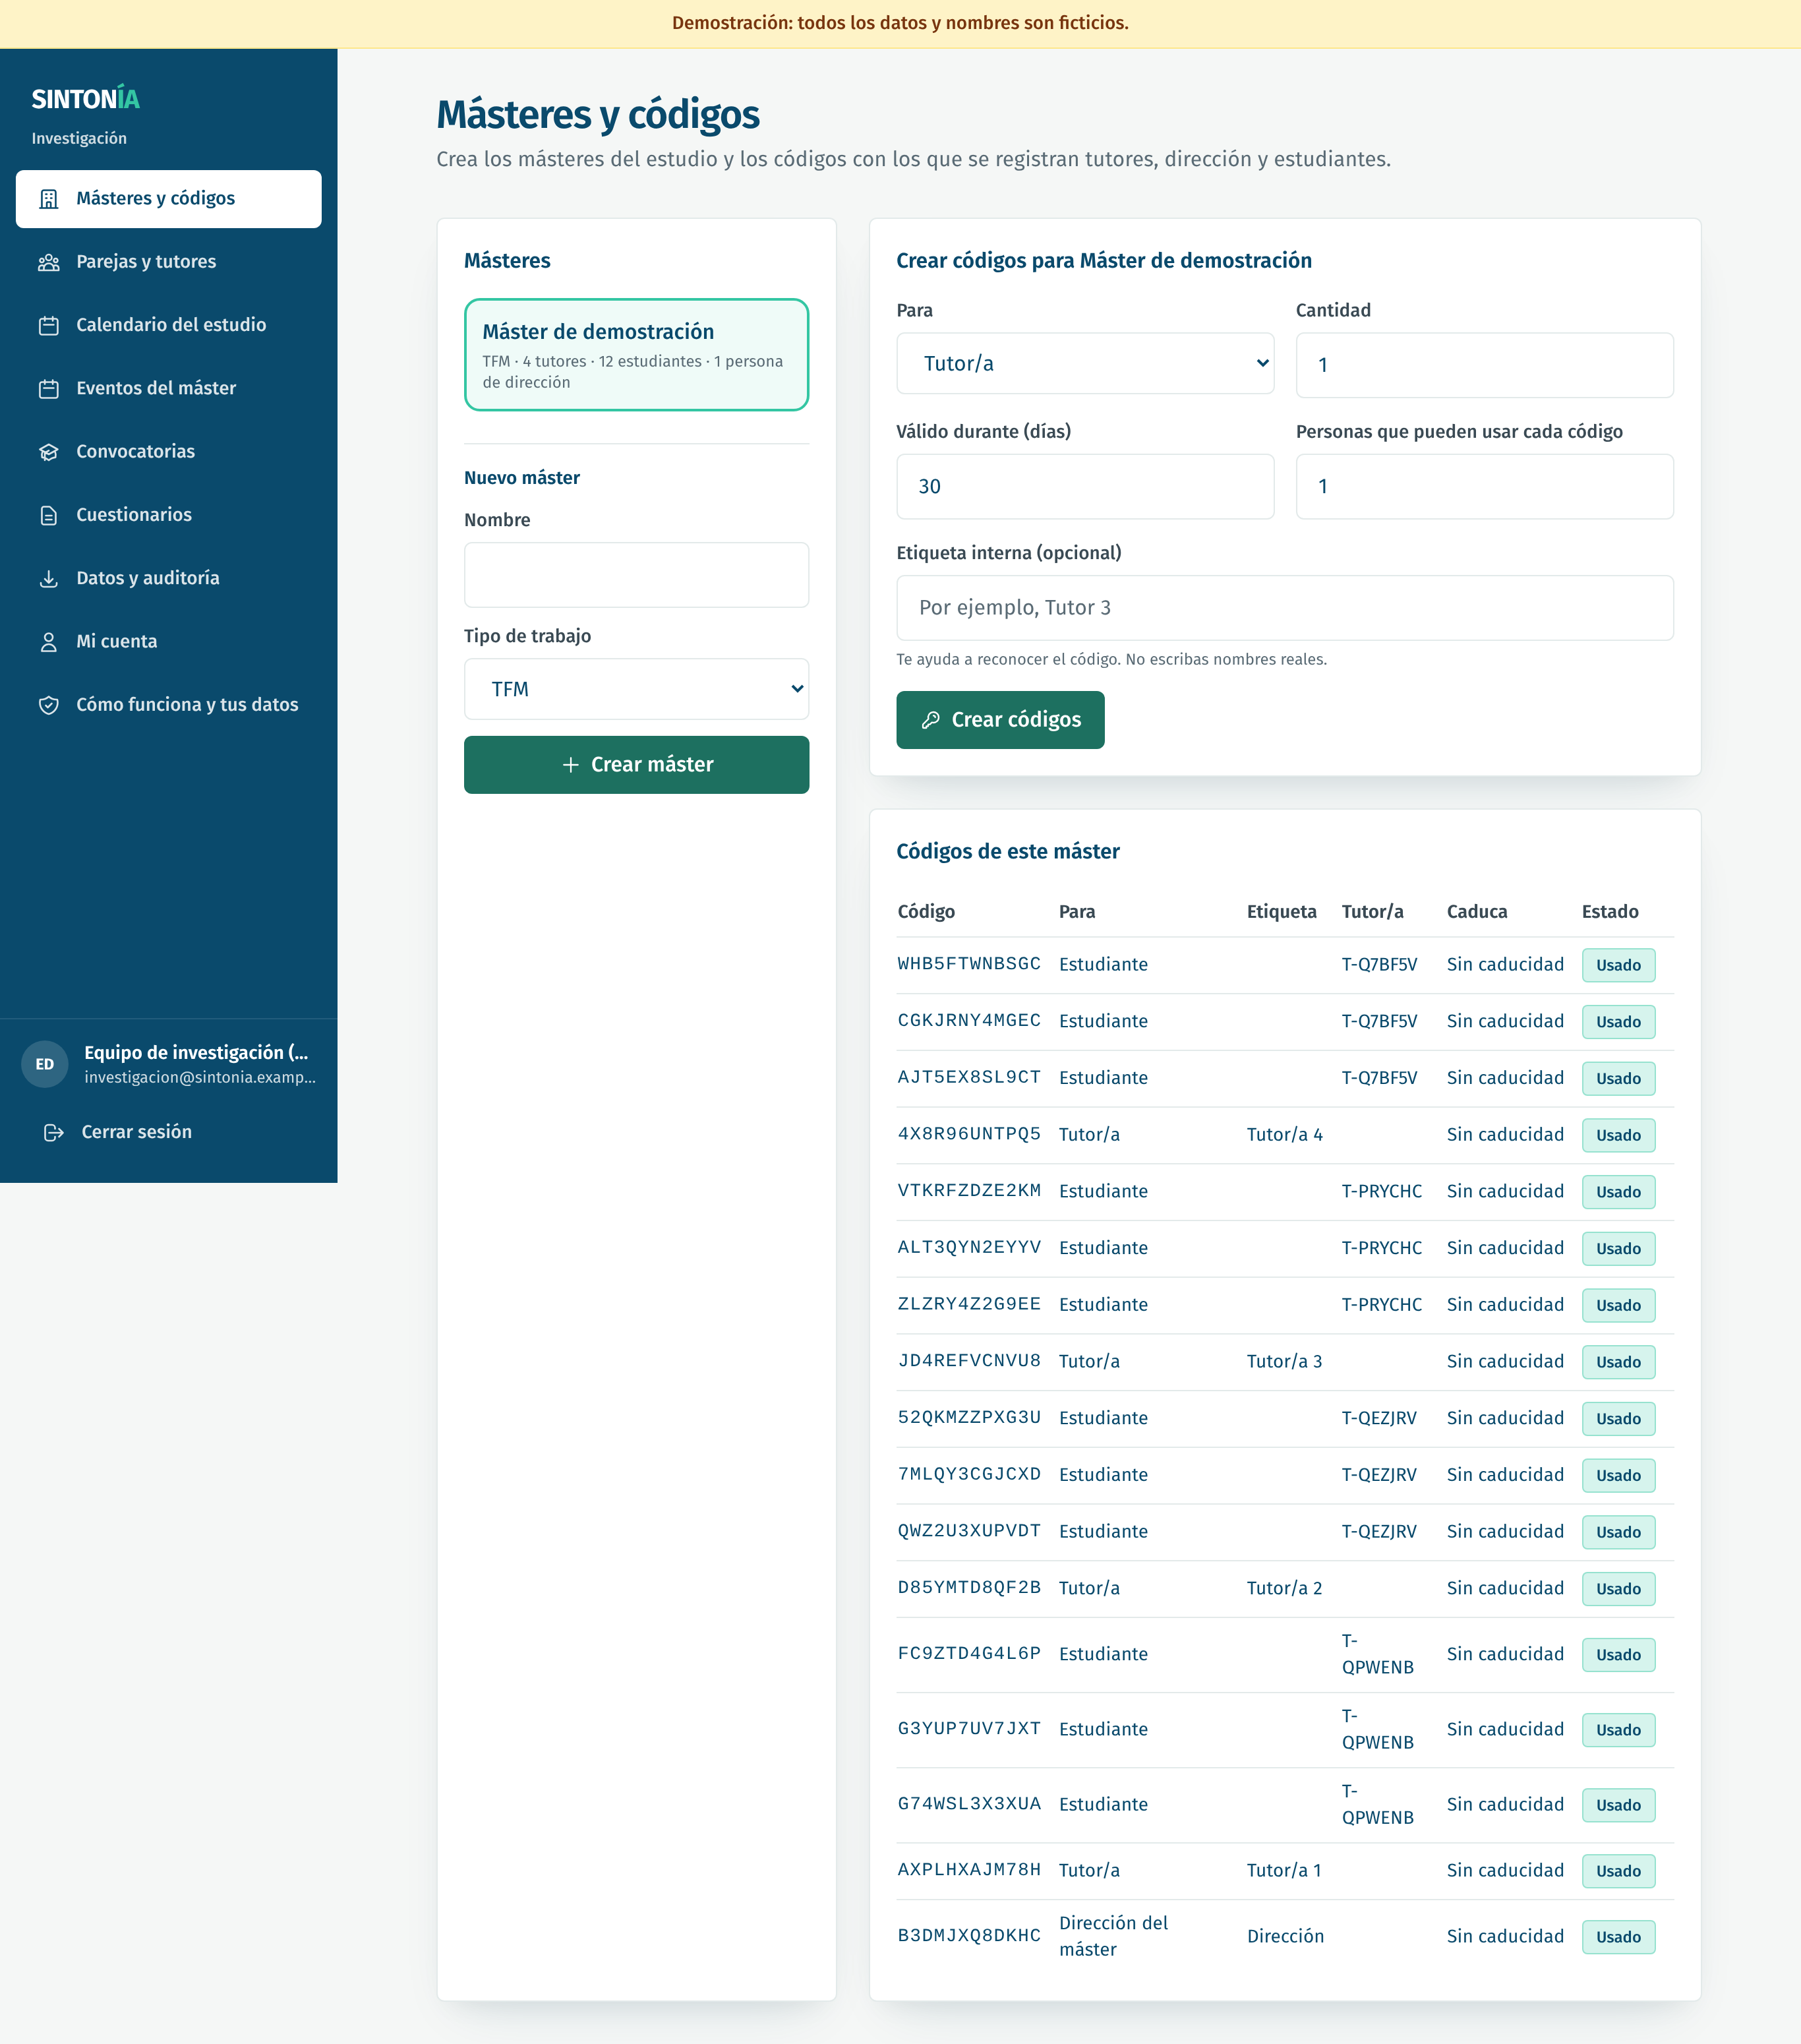 Demostración: todos los datos y nombres son ficticios.
SINTONÍA
Investigación
Másteres y códigos
Parejas y tutores
Calendario del estudio
Eventos del máster
Convocatorias
Cuestionarios
Datos y auditoría
Mi cuenta
Cómo funciona y tus datos
ED
Equipo de investigación (...
investigacion@sintonia.examp...
Cerrar sesión
Másteres y códigos
Crea los másteres del estudio y los códigos con los que se registran tutores, dirección y estudiantes.
Másteres
Máster de demostración
TFM · 4 tutores · 12 estudiantes · 1 persona
de dirección
Nuevo máster
Nombre
Tipo de trabajo
TFM
Crear máster
Crear códigos para Máster de demostración
Para Cantidad
Tutor/a 1
Válido durante (días) Personas que pueden usar cada código
30 1
Etiqueta interna (opcional)
Por ejemplo, Tutor 3
Te ayuda a reconocer el código. No escribas nombres reales.
Crear códigos
Códigos de este máster
Código Para Etiqueta Tutor/a Caduca Estado
WHB5FTWNBSGC Estudiante T-Q7BF5V Sin caducidad Usado
CGKJRNY4MGEC Estudiante T-Q7BF5V Sin caducidad Usado
AJT5EX8SL9CT Estudiante T-Q7BF5V Sin caducidad Usado
4X8R96UNTPQ5 Tutor/a Tutor/a 4 Sin caducidad Usado
VTKRFZDZE2KM Estudiante T-PRYCHC Sin caducidad Usado
ALT3QYN2EYYV Estudiante T-PRYCHC Sin caducidad Usado
ZLZRY4Z2G9EE Estudiante T-PRYCHC Sin caducidad Usado
JD4REFVCNVU8 Tutor/a Tutor/a 3 Sin caducidad Usado
52QKMZZPXG3U Estudiante T-QEZJRV Sin caducidad Usado
7MLQY3CGJCXD Estudiante T-QEZJRV Sin caducidad Usado
QWZ2U3XUPVDT Estudiante T-QEZJRV Sin caducidad Usado
D85YMTD8QF2B Tutor/a Tutor/a 2 Sin caducidad Usado
FC9ZTD4G4L6P Estudiante T-
QPWENB Sin caducidad Usado
G3YUP7UV7JXT Estudiante T-
QPWENB Sin caducidad Usado
G74WSL3X3XUA Estudiante T-
QPWENB Sin caducidad Usado
AXPLHXAJM78H Tutor/a Tutor/a 1 Sin caducidad Usado
B3DMJXQ8DKHC Dirección del
máster Dirección Sin caducidad Usado